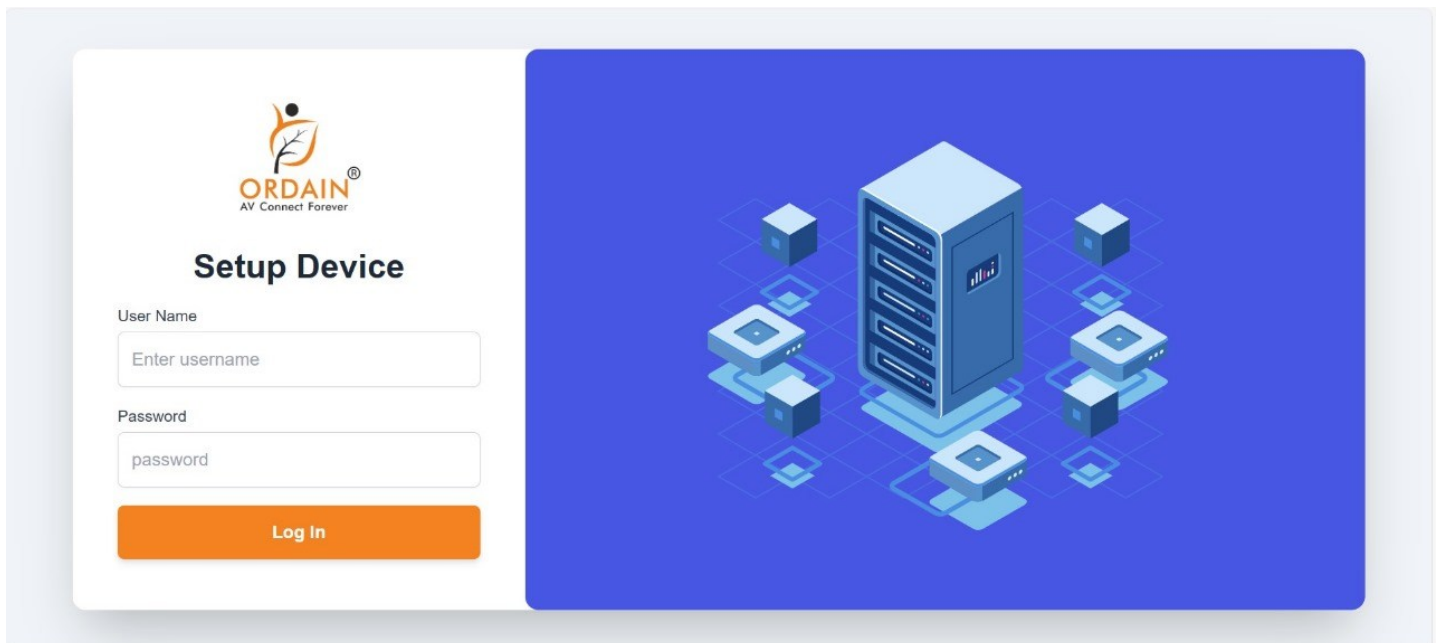 ORDAIN®
AV Connect Forever
Setup Device
User Name
Enter username
Password
password
Log In